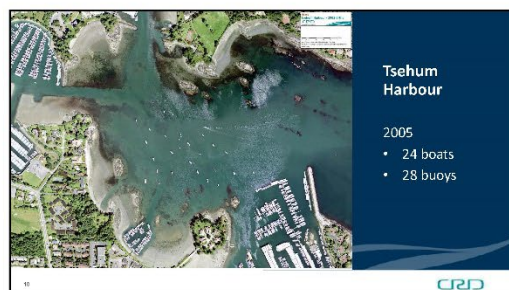 Tsehum
Harbour
2005
• 24 boats
• 28 buoys
CRD